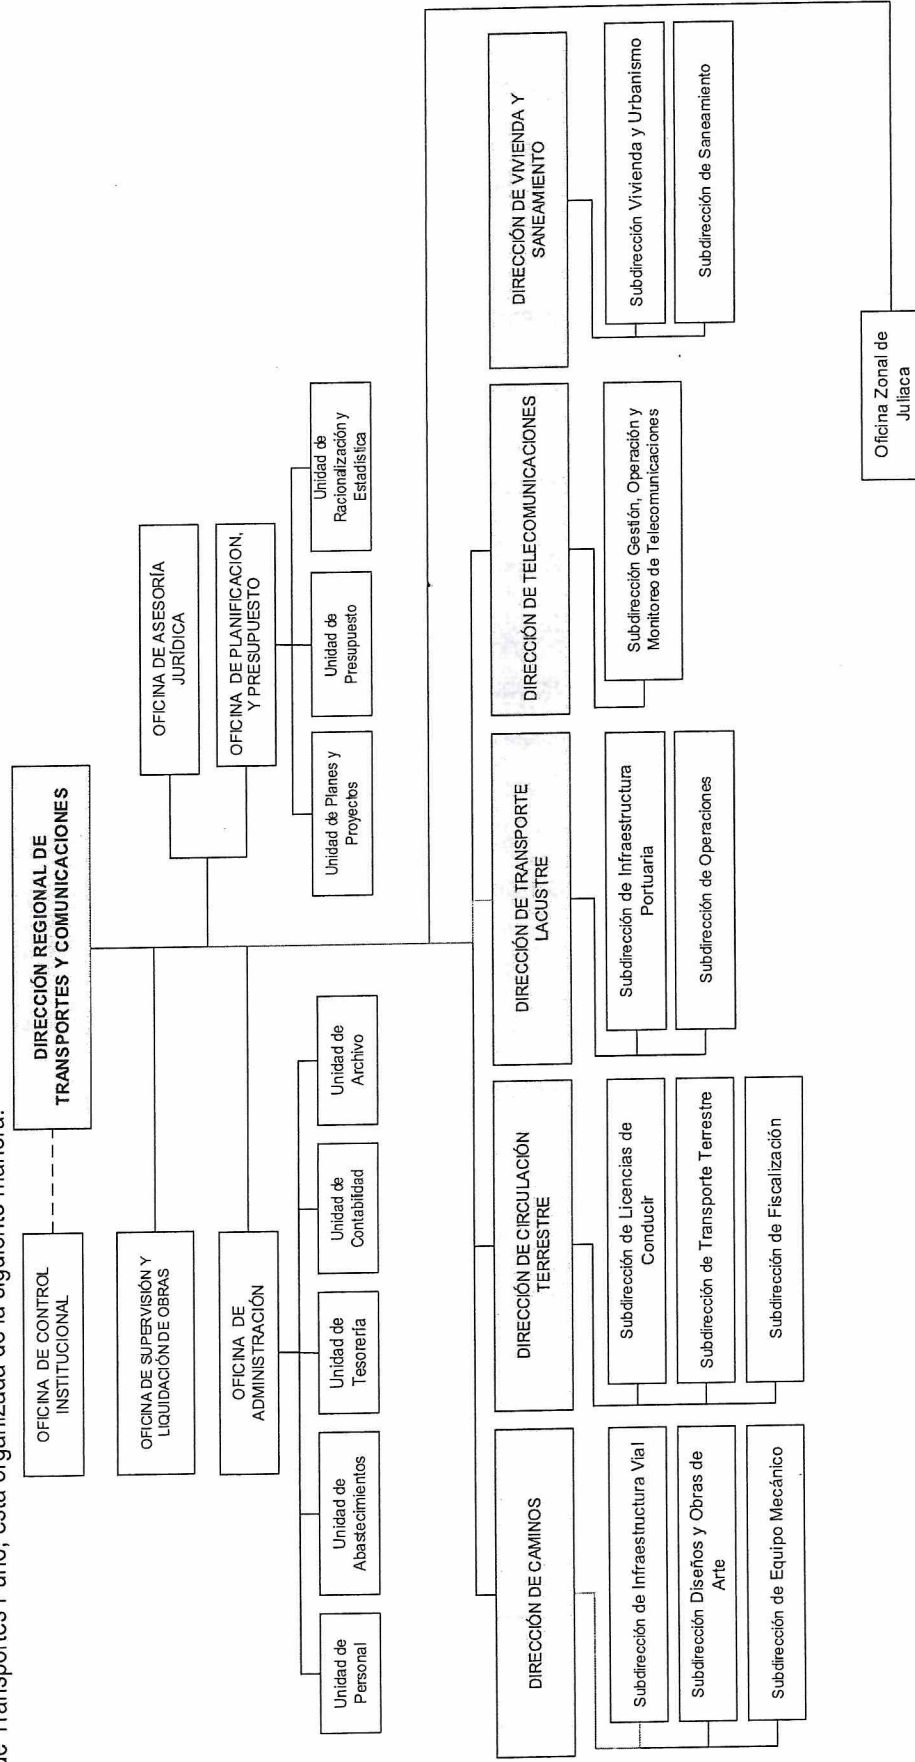 de Transportes Puno, está organizada de la siguiente manera:
DIRECCIÓN REGIONAL DE
TRANSPORTES Y COMUNICACIONES
OFICINA DE CONTROL
INSTITUCIONAL
OFICINA DE ASESORÍA
JURÍDICA
OFICINA DE SUPERVISIÓN Y
LIQUIDACIÓN DE OBRAS
OFICINA DE PLANIFICACION,
Y PRESUPUESTO
OFICINA DE
ADMINISTRACIÓN
Unidad de Planes y
Proyectos
Unidad de
Presupuesto
Unidad de
Racionalización y
Estadística
Unidad de
Personal
Unidad de
Abastecimientos
Unidad de
Tesorería
Unidad de
Contabilidad
Unidad de
Archivo
DIRECCIÓN DE CAMINOS
Subdirección de Infraestructura Vial
Subdirección Diseños y Obras de
Arte
Subdirección de Equipo Mecánico
DIRECCIÓN DE CIRCULACIÓN
TERRESTRE
Subdirección de Licencias de
Conducir
Subdirección de Transporte Terrestre
Subdirección de Fiscalización
DIRECCIÓN DE TRANSPORTE
LACUSTRE
Subdirección de Infraestructura
Portuaria
Subdirección de Operaciones
DIRECCIÓN DE TELECOMUNICACIONES
Subdirección Gestión, Operación y
Monitoreo de Telecomunicaciones
DIRECCIÓN DE VIVIENDA Y
SANEAMIENTO
Subdirección Vivienda y Urbanismo
Subdirección de Saneamiento
Oficina Zonal de
Juliaca